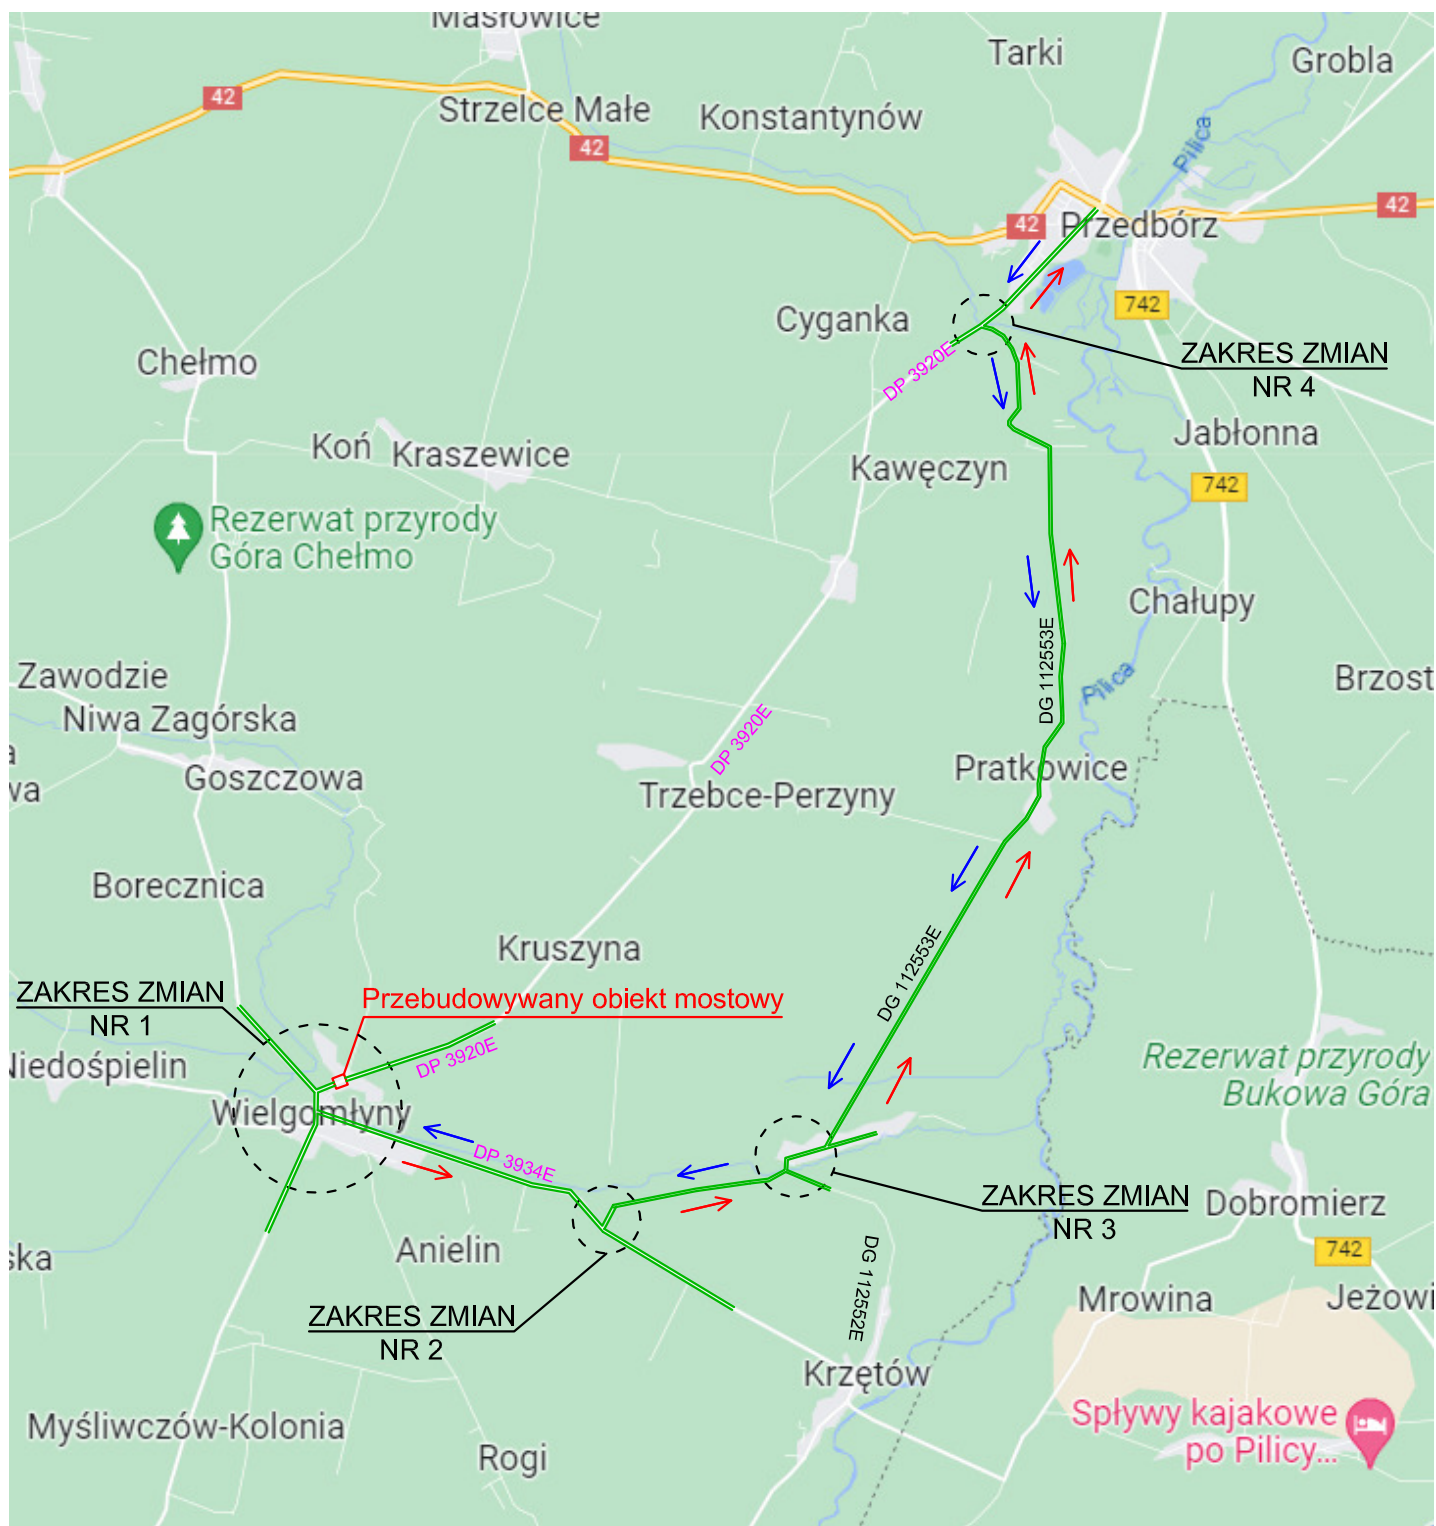 Masłowice
Tarki
Grobla
42
Strzelce Małe
Konstantynów
42
Pilica
42
42
Przedbórz
742
Cyganka
ZAKRES ZMIAN
NR 4
Chełmo
DP 3920E
Koń
Kraszewice
Jabłonna
Kawęczyn
742
Rezerwat przyrody
Góra Chełmo
Chałupy
DG 112553E
Zawodzie
Pilica
Brzost
Niwa Zagórska
DP 3920E
a
wa
Goszczowa
Pratkowice
Trzebce-Perzyny
Borecznica
Kruszyna
DG 112553E
ZAKRES ZMIAN
NR 1
Przebudowywany obiekt mostowy
Niedośpielin
DP 3920E
Rezerwat przyrody
Bukowa Góra
Wielgomłyny
DP 3934E
ZAKRES ZMIAN
NR 3
Dobromierz
ska
Anielin
742
DG 112552E
Mrowina
Jeżowi
ZAKRES ZMIAN
NR 2
Krzętów
Myśliwczów-Kolonia
Spływy kajakowe
po Pilicy...
Rogi